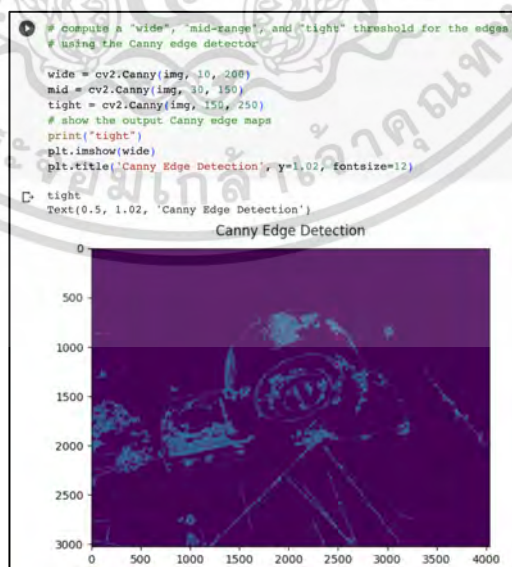 # compute a "wide", "mid-range", and "tight" threshold for the edges
# using the Canny edge detector
wide = cv2.Canny(img, 10, 200)
mid = cv2.Canny(img, 30, 150)
tight = cv2.Canny(img, 150, 250)
# show the output Canny edge maps
print("tight")
plt.imshow(wide)
plt.title('Canny Edge Detection', y=1.02, fontsize=12)
tight
Text(0.5, 1.02, 'Canny Edge Detection')
Canny Edge Detection
0
500
1000
1500
2000
2500
3000
0 500 1000 1500 2000 2500 3000 3500 4000